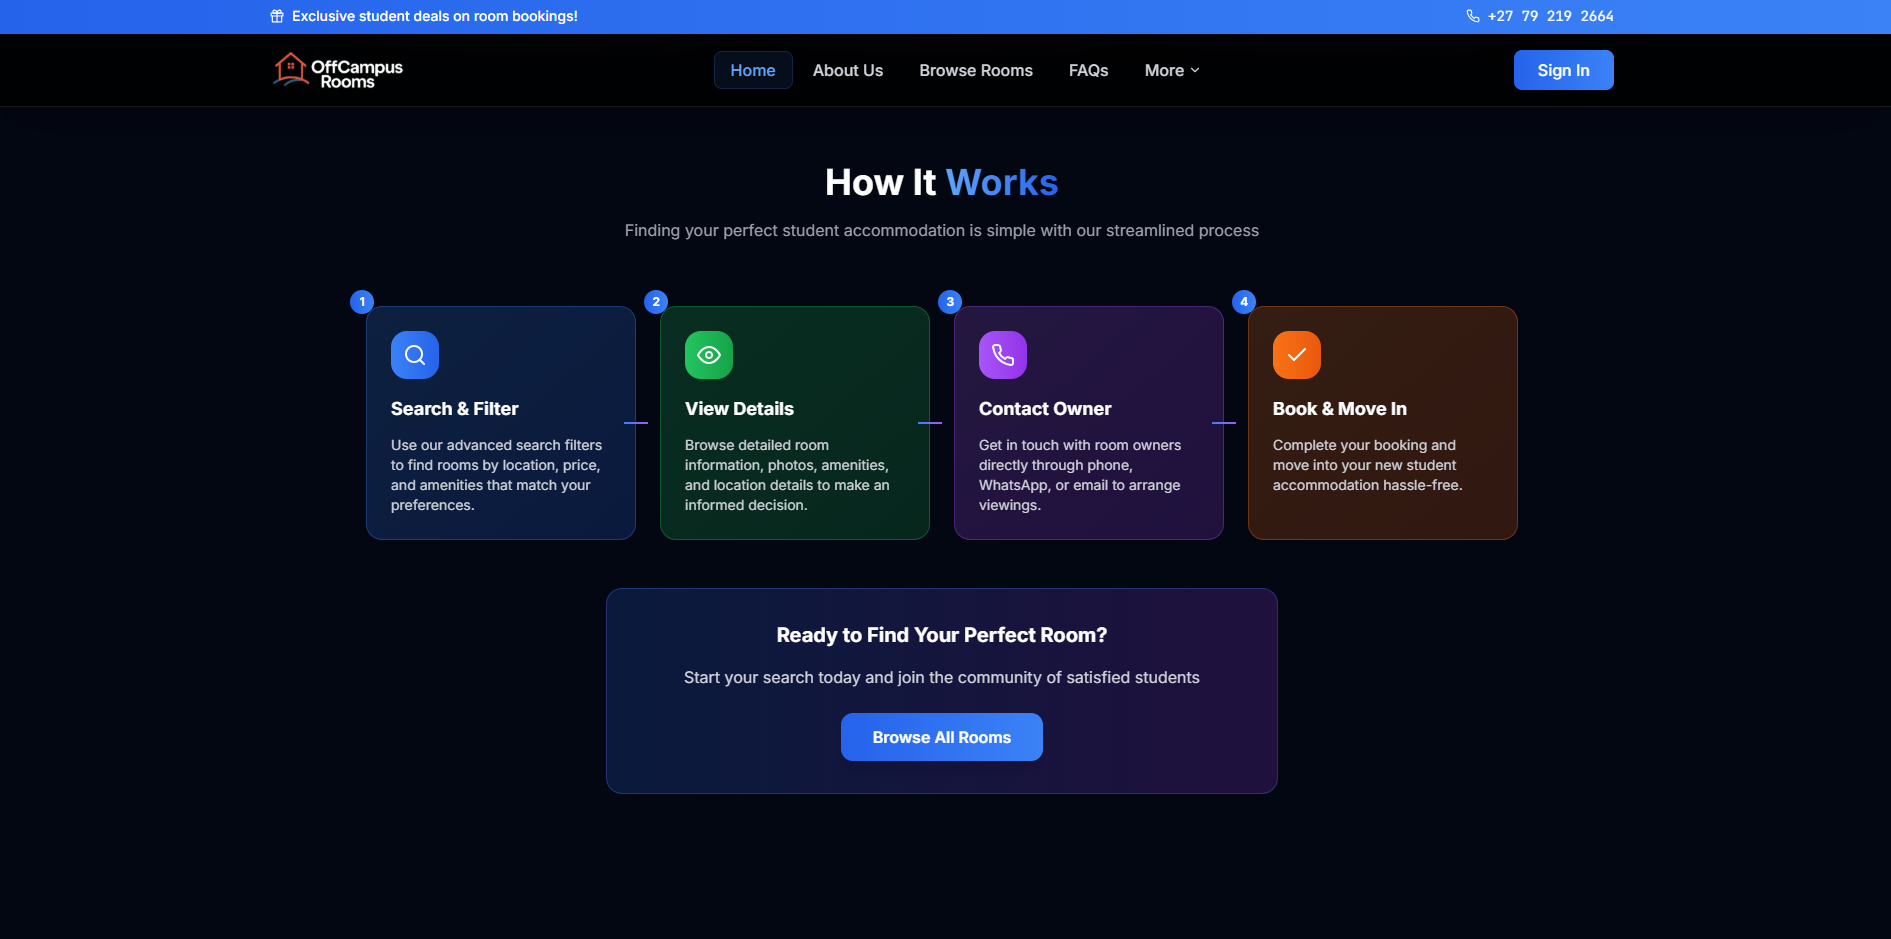 Exclusive student deals on room bookings!
+27 79 219 2664
OffCampus
Rooms
Home
About Us
Browse Rooms
FAQs
More
Sign In
How It Works
Finding your perfect student accommodation is simple with our streamlined process
1
Search & Filter
Use our advanced search filters
to find rooms by location, price,
and amenities that match your
preferences.
2
View Details
Browse detailed room
information, photos, amenities,
and location details to make an
informed decision.
3
Contact Owner
Get in touch with room owners
directly through phone,
WhatsApp, or email to arrange
viewings.
4
Book & Move In
Complete your booking and
move into your new student
accommodation hassle-free.
Ready to Find Your Perfect Room?
Start your search today and join the community of satisfied students
Browse All Rooms